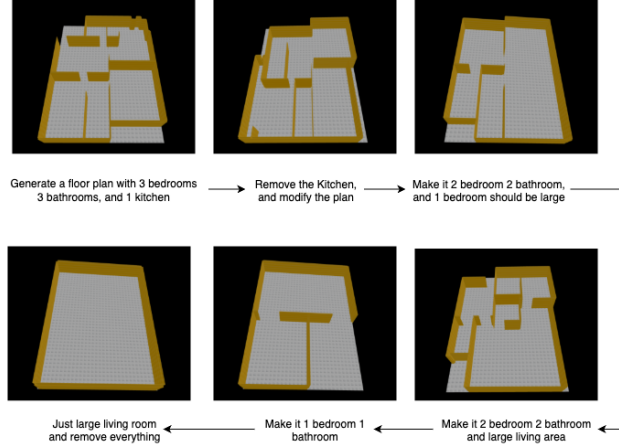 Generate a floor plan with 3 bedrooms
3 bathrooms, and 1 kitchen
Remove the Kitchen,
and modify the plan
Make it 2 bedroom 2 bathroom,
and 1 bedroom should be large
Just large living room
and remove everything
Make it 1 bedroom 1
bathroom
Make it 2 bedroom 2 bathroom
and large living area